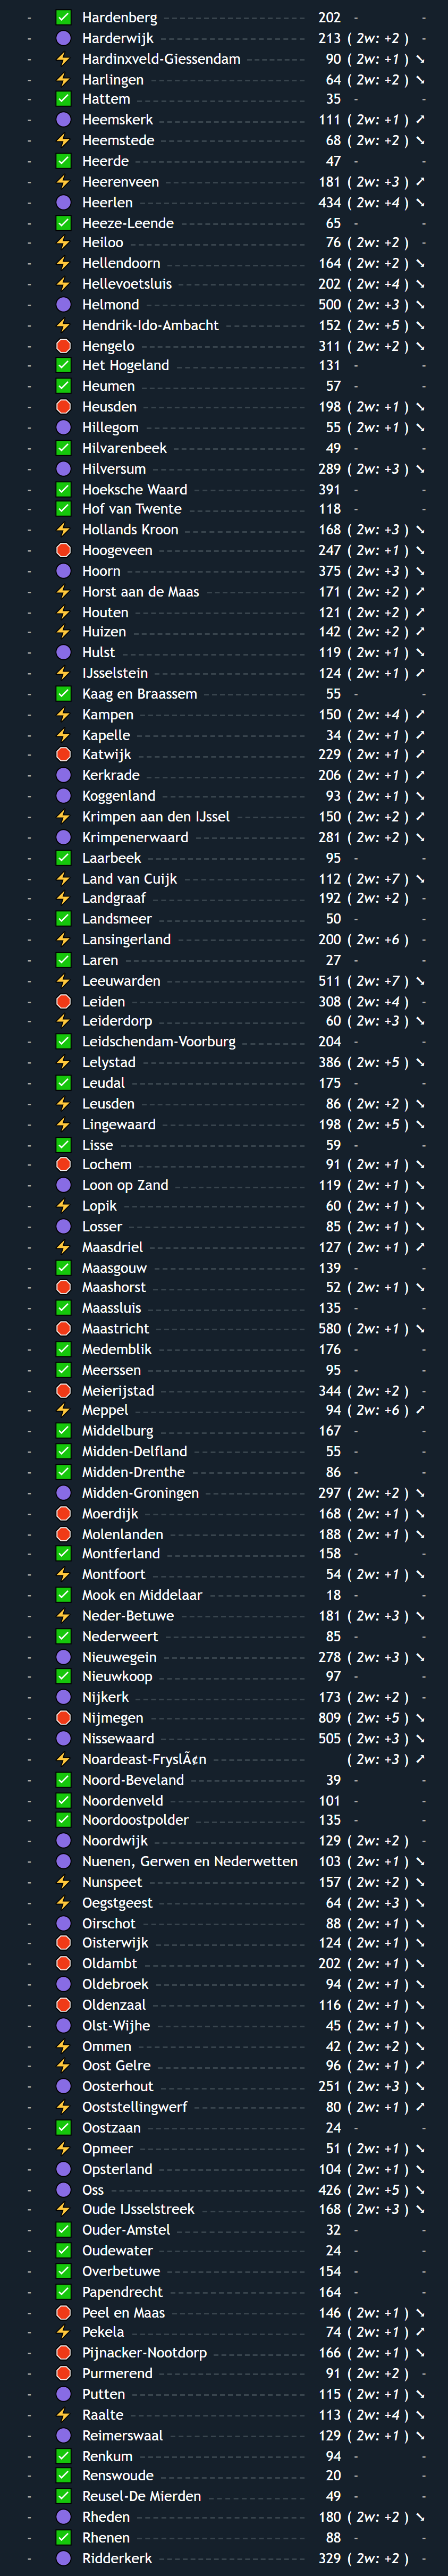 - ✅ Hardenberg 202 - -
- 🟣 Harderwijk 213 ( 2w: +2 ) -
- ⚡ Hardinxveld-Giessendam 90 ( 2w: +1 ) ➘
- ⚡ Harlingen 64 ( 2w: +2 ) ➘
- ✅ Hattem 35 - -
- 🟣 Heemskerk 111 ( 2w: +1 ) ➚
- ⚡ Heemstede 68 ( 2w: +2 ) ➘
- ✅ Heerde 47 - -
- ⚡ Heerenveen 181 ( 2w: +3 ) ➚
- 🟣 Heerlen 434 ( 2w: +4 ) ➘
- ✅ Heeze-Leende 65 - -
- ⚡ Heiloo 76 ( 2w: +2 ) -
- ⚡ Hellendoorn 164 ( 2w: +2 ) ➘
- ⚡ Hellevoetsluis 202 ( 2w: +4 ) ➘
- 🟣 Helmond 500 ( 2w: +3 ) ➘
- ⚡ Hendrik-Ido-Ambacht 152 ( 2w: +5 ) ➘
- 🛑 Hengelo 311 ( 2w: +2 ) ➘
- ✅ Het Hogeland 131 - -
- ✅ Heumen 57 - -
- 🛑 Heusden 198 ( 2w: +1 ) ➘
- 🟣 Hillegom 55 ( 2w: +1 ) ➘
- ✅ Hilvarenbeek 49 - -
- 🟣 Hilversum 289 ( 2w: +3 ) ➘
- ✅ Hoeksche Waard 391 - -
- ✅ Hof van Twente 118 - -
- ⚡ Hollands Kroon 168 ( 2w: +3 ) ➘
- 🛑 Hoogeveen 247 ( 2w: +1 ) ➘
- 🟣 Hoorn 375 ( 2w: +3 ) ➘
- ⚡ Horst aan de Maas 171 ( 2w: +2 ) ➚
- ⚡ Houten 121 ( 2w: +2 ) ➚
- ⚡ Huizen 142 ( 2w: +2 ) ➚
- 🟣 Hulst 119 ( 2w: +1 ) ➘
- ⚡ IJsselstein 124 ( 2w: +1 ) ➚
- ✅ Kaag en Braassem 55 - -
- ⚡ Kampen 150 ( 2w: +4 ) ➚
- ⚡ Kapelle 34 ( 2w: +1 ) ➚
- 🛑 Katwijk 229 ( 2w: +1 ) ➚
- 🟣 Kerkrade 206 ( 2w: +1 ) ➚
- 🟣 Koggenland 93 ( 2w: +1 ) ➘
- ⚡ Krimpen aan den IJssel 150 ( 2w: +2 ) ➚
- 🟣 Krimpenerwaard 281 ( 2w: +2 ) ➘
- ✅ Laarbeek 95 - -
- ⚡ Land van Cuijk 112 ( 2w: +7 ) ➘
- ⚡ Landgraaf 192 ( 2w: +2 ) -
- ✅ Landsmeer 50 - -
- ⚡ Lansingerland 200 ( 2w: +6 ) -
- ✅ Laren 27 - -
- ⚡ Leeuwarden 511 ( 2w: +7 ) ➘
- 🛑 Leiden 308 ( 2w: +4 ) -
- ⚡ Leiderdorp 60 ( 2w: +3 ) ➘
- ✅ Leidschendam-Voorburg 204 - -
- ⚡ Lelystad 386 ( 2w: +5 ) ➘
- ✅ Leudal 175 - -
- ⚡ Leusden 86 ( 2w: +2 ) ➘
- ⚡ Lingewaard 198 ( 2w: +5 ) ➘
- ✅ Lisse 59 - -
- 🛑 Lochem 91 ( 2w: +1 ) ➘
- 🟣 Loon op Zand 119 ( 2w: +1 ) ➘
- ⚡ Lopik 60 ( 2w: +1 ) ➘
- 🟣 Losser 85 ( 2w: +1 ) ➘
- ⚡ Maasdriel 127 ( 2w: +1 ) ➚
- ✅ Maasgouw 139 - -
- 🛑 Maashorst 52 ( 2w: +1 ) ➘
- ✅ Maassluis 135 - -
- 🛑 Maastricht 580 ( 2w: +1 ) ➘
- ✅ Medemblik 176 - -
- ✅ Meerssen 95 - -
- 🛑 Meierijstad 344 ( 2w: +2 ) -
- ⚡ Meppel 94 ( 2w: +6 ) ➚
- ✅ Middelburg 167 - -
- ✅ Midden-Delfland 55 - -
- ✅ Midden-Drenthe 86 - -
- 🟣 Midden-Groningen 297 ( 2w: +2 ) ➘
- 🛑 Moerdijk 168 ( 2w: +1 ) ➘
- 🛑 Molenlanden 188 ( 2w: +1 ) ➘
- ✅ Montferland 158 - -
- ⚡ Montfoort 54 ( 2w: +1 ) ➘
- ✅ Mook en Middelaar 18 - -
- ⚡ Neder-Betuwe 181 ( 2w: +3 ) ➘
- ✅ Nederweert 85 - -
- 🟣 Nieuwegein 278 ( 2w: +3 ) ➘
- ✅ Nieuwkoop 97 - -
- 🟣 Nijkerk 173 ( 2w: +2 ) -
- 🛑 Nijmegen 809 ( 2w: +5 ) ➘
- 🟣 Nissewaard 505 ( 2w: +3 ) ➘
- ⚡ Noardeast-FryslÃ¢n ( 2w: +3 ) ➚
- ✅ Noord-Beveland 39 - -
- ✅ Noordenveld 101 - -
- ✅ Noordoostpolder 135 - -
- 🟣 Noordwijk 129 ( 2w: +2 ) -
- 🟣 Nuenen, Gerwen en Nederwetten 103 ( 2w: +1 ) ➘
- ⚡ Nunspeet 157 ( 2w: +2 ) ➘
- ⚡ Oegstgeest 64 ( 2w: +3 ) ➘
- 🟣 Oirschot 88 ( 2w: +1 ) ➘
- 🛑 Oisterwijk 124 ( 2w: +1 ) ➘
- 🛑 Oldambt 202 ( 2w: +1 ) ➘
- 🟣 Oldebroek 94 ( 2w: +1 ) ➘
- 🛑 Oldenzaal 116 ( 2w: +1 ) ➘
- 🟣 Olst-Wijhe 45 ( 2w: +1 ) ➘
- ⚡ Ommen 42 ( 2w: +2 ) ➘
- ⚡ Oost Gelre 96 ( 2w: +1 ) ➚
- 🟣 Oosterhout 251 ( 2w: +3 ) ➘
- ⚡ Ooststellingwerf 80 ( 2w: +1 ) ➚
- ✅ Oostzaan 24 - -
- ⚡ Opmeer 51 ( 2w: +1 ) ➘
- 🟣 Opsterland 104 ( 2w: +1 ) ➘
- 🟣 Oss 426 ( 2w: +5 ) ➘
- ⚡ Oude IJsselstreek 168 ( 2w: +3 ) ➘
- ✅ Ouder-Amstel 32 - -
- ✅ Oudewater 24 - -
- ✅ Overbetuwe 154 - -
- ✅ Papendrecht 164 - -
- 🛑 Peel en Maas 146 ( 2w: +1 ) ➘
- ⚡ Pekela 74 ( 2w: +1 ) ➚
- 🛑 Pijnacker-Nootdorp 166 ( 2w: +1 ) ➘
- 🛑 Purmerend 91 ( 2w: +2 ) -
- 🟣 Putten 115 ( 2w: +1 ) ➘
- ⚡ Raalte 113 ( 2w: +4 ) ➘
- 🟣 Reimerswaal 129 ( 2w: +1 ) ➘
- ✅ Renkum 94 - -
- ✅ Renswoude 20 - -
- ✅ Reusel-De Mierden 49 - -
- 🟣 Rheden 180 ( 2w: +2 ) ➘
- ✅ Rhenen 88 - -
- 🟣 Ridderkerk 329 ( 2w: +2 ) -